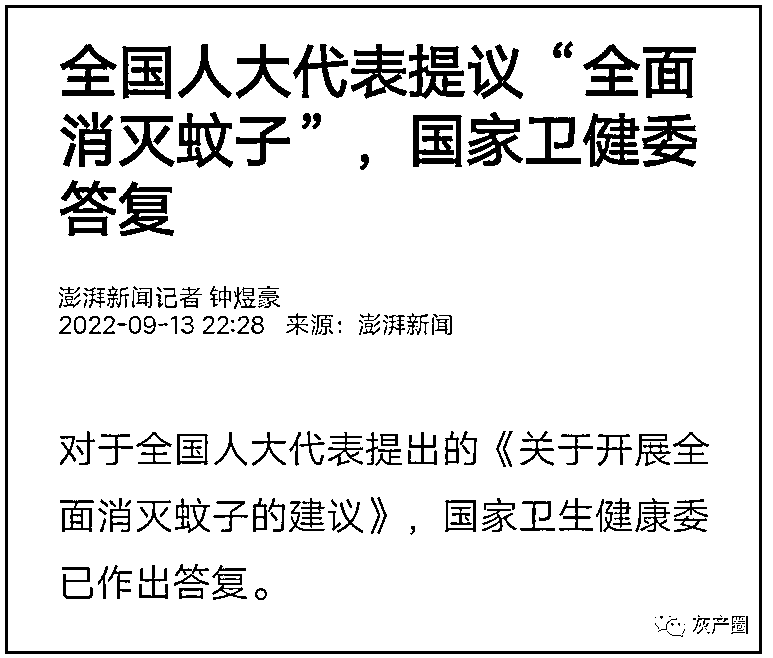 全国人大代表提议“全面
消灭蚊子”，国家卫健委
答复
澎湃新闻记者 钟煜豪
2022-09-13 22:28 来源：澎湃新闻
对于全国人大代表提出的《关于开展全
面消灭蚊子的建议》，国家卫生健康委
已作出答复。
灰产圈